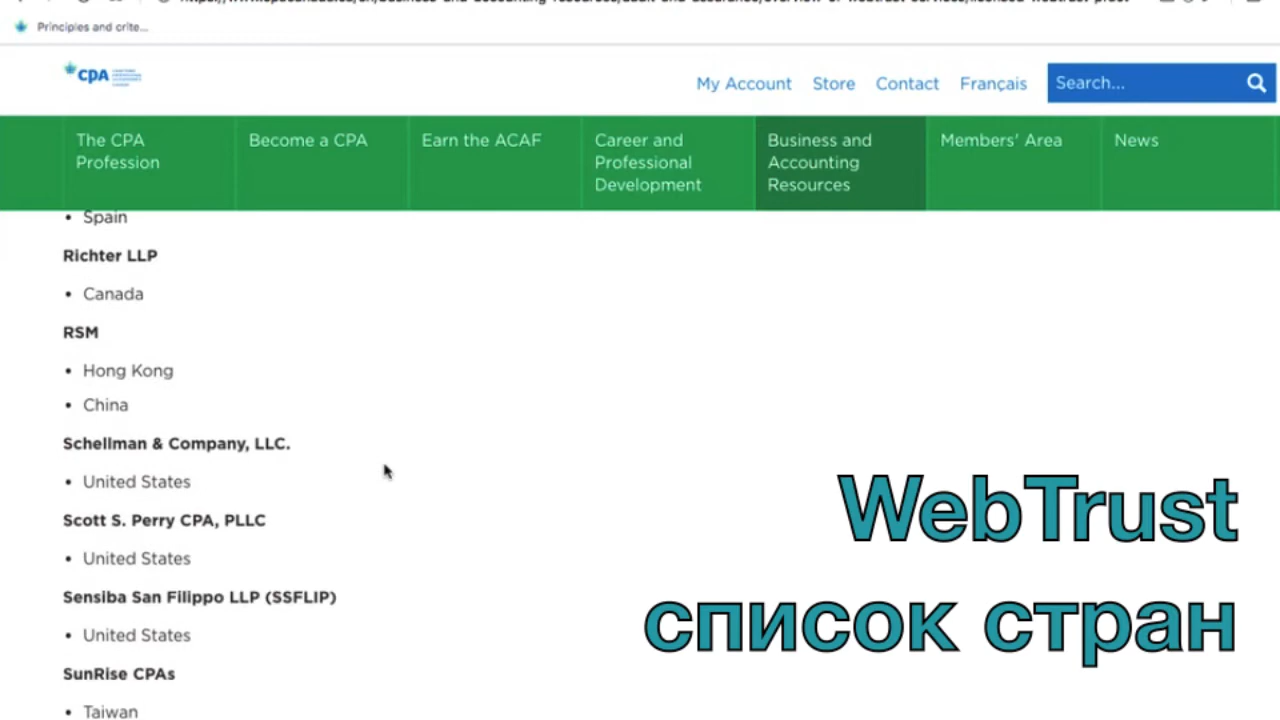 Principles and crite...
CPA
My Account
Store
Contact
Français
Search...
The CPA
Profession
Become a CPA
Earn the ACAF
Career and
Professional
Development
Business and
Accounting
Resources
Members' Area
News
• Spain
Richter LLP
• Canada
RSM
• Hong Kong
• China
Schellman & Company, LLC.
• United States
Scott S. Perry CPA, PLLC
• United States
Sensiba San Filippo LLP (SSFLIP)
• United States
SunRise CPAs
• Taiwan
WebTrust
список стран